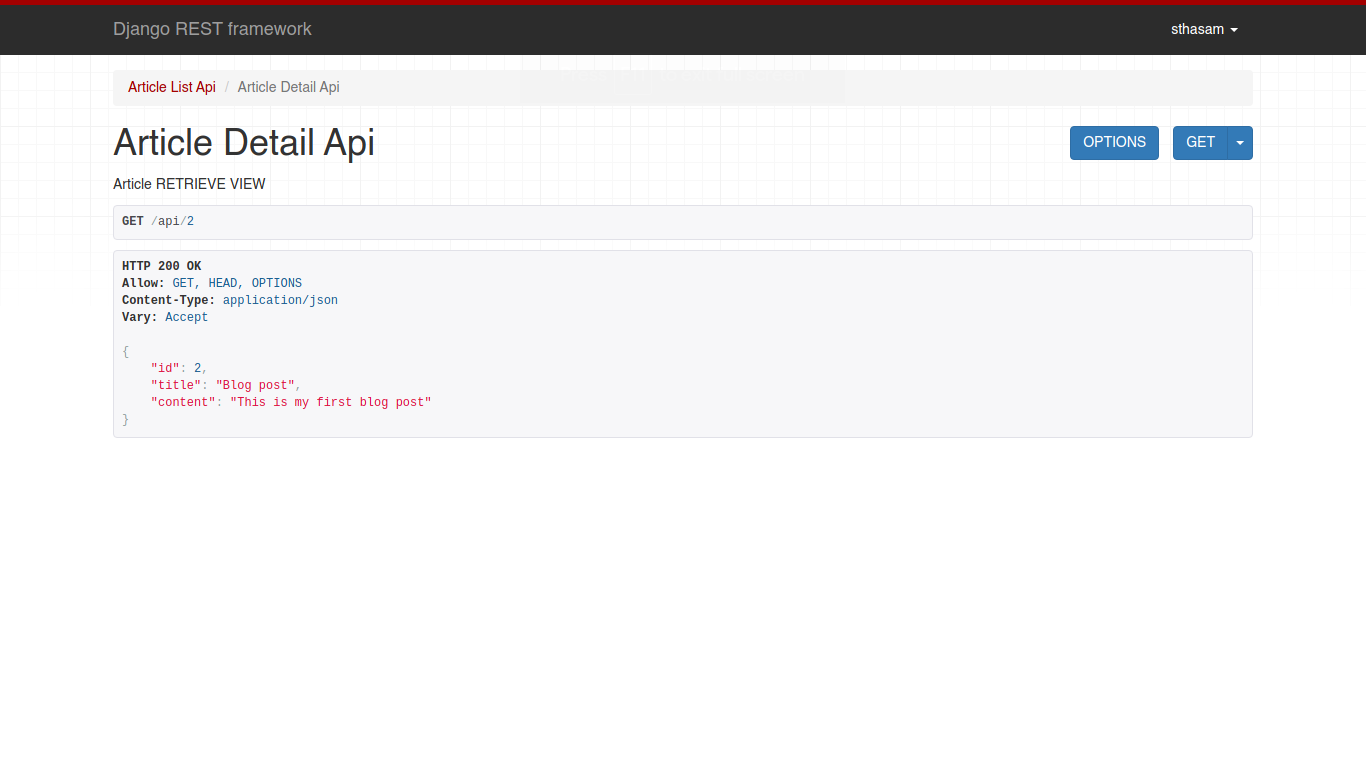 Django REST framework sthasam
Article List Api / Article Detail Api
Article Detail Api OPTIONS GET
Article RETRIEVE VIEW
GET /api/2
HTTP 200 OK
Allow: GET, HEAD, OPTIONS
Content-Type: application/json
Vary: Accept
{
    "id": 2,
    "title": "Blog post",
    "content": "This is my first blog post"
}